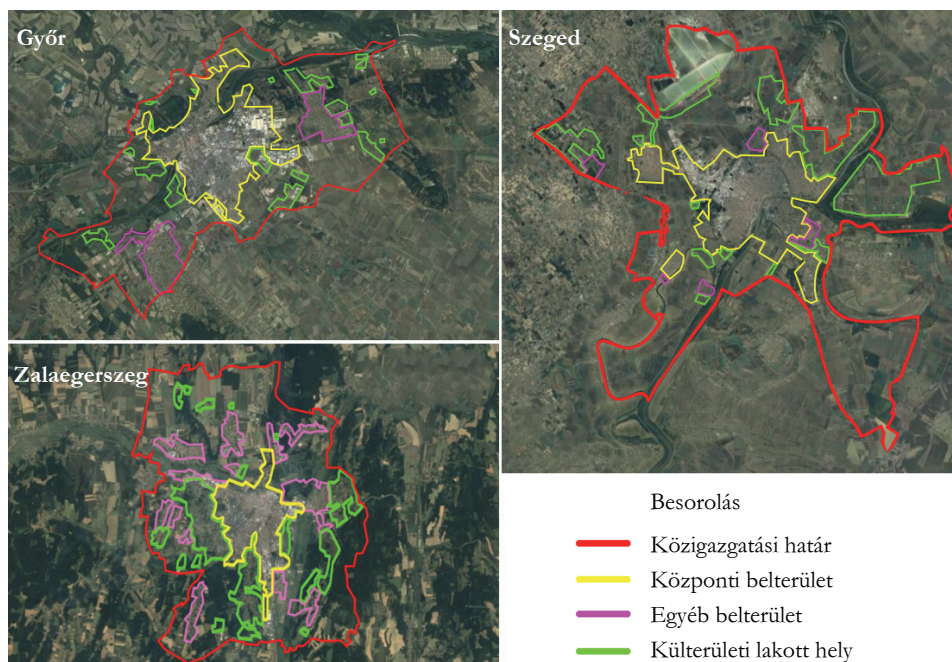 Győr
Szeged
Zalaegerszeg
Besorolás
Közigazgatási határ
Központi belterület
Egyéb belterület
Külterületi lakott hely